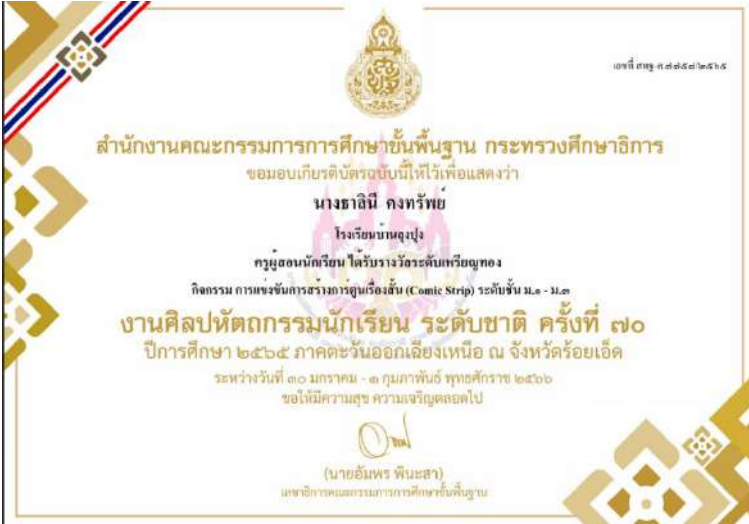 สำนักงานคณะกรรมการการศึกษาขั้นพื้นฐาน กระทรวงศึกษาธิการ
ขอมอบเกียรติบัตรฉบับนี้ให้ไว้เพื่อแสดงว่า
นางธาลินี คงทรัพย์
โรงเรียนบ้านถุงปุง
ครูผู้สอนนักเรียน ได้รับรางวัลระดับเหรียญทอง
กิจกรรม การแข่งขันการสร้างการ์ตูนเรื่องสั้น (Comic Strip) ระดับชั้น ม.๑ - ม.๓
งานศิลปหัตถกรรมนักเรียน ระดับชาติ ครั้งที่ ๗๐
ปีการศึกษา ๒๕๖๕ ภาคตะวันออกเฉียงเหนือ ณ จังหวัดร้อยเอ็ด
ระหว่างวันที่ ๓๐ มกราคม - ๑ กุมภาพันธ์ พุทธศักราช ๒๕๖๖
ขอให้มีความสุข ความเจริญตลอดไป
(นายอัมพร พินะสา)
เลขาธิการคณะกรรมการการศึกษาขั้นพื้นฐาน